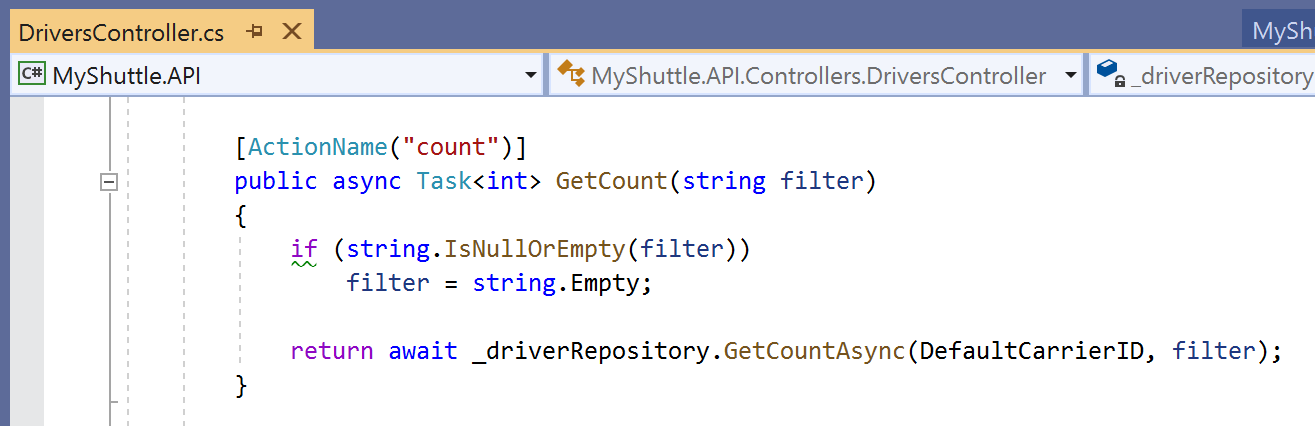 DriversController.cs MySh
C# MyShuttle.API MyShuttle.API.Controllers.DriversController _driverRepository
[ActionName("count")]
public async Task<int> GetCount(string filter)
{
if (string.IsNullOrEmpty(filter))
filter = string.Empty;
return await _driverRepository.GetCountAsync(DefaultCarrierID, filter);
}